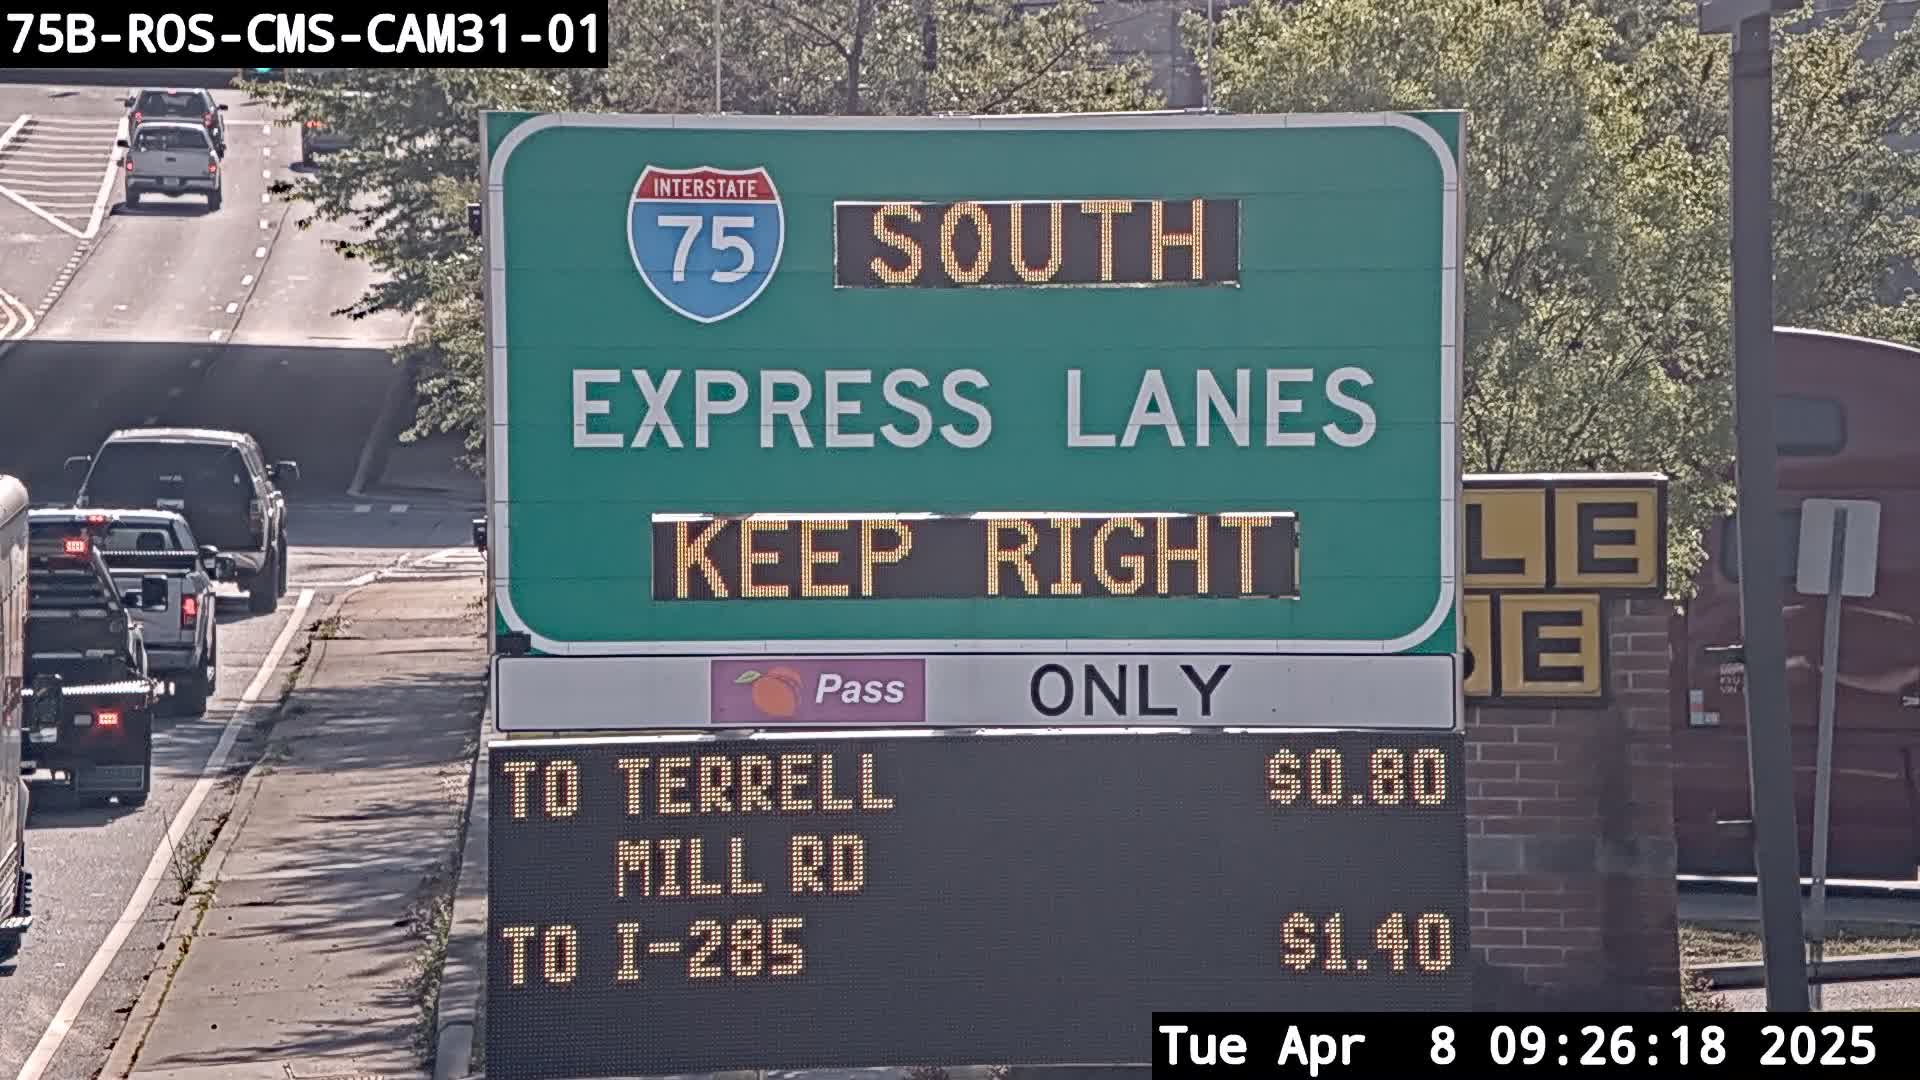 75B-ROS-CMS-CAM31-01
INTERSTATE
75
SOUTH
EXPRESS LANES
KEEP RIGHT
Pass ONLY
TO TERRELL $0.80
MILL RD
TO I-285 $1.40
LE
E
Tue Apr 8 09:26:18 2025